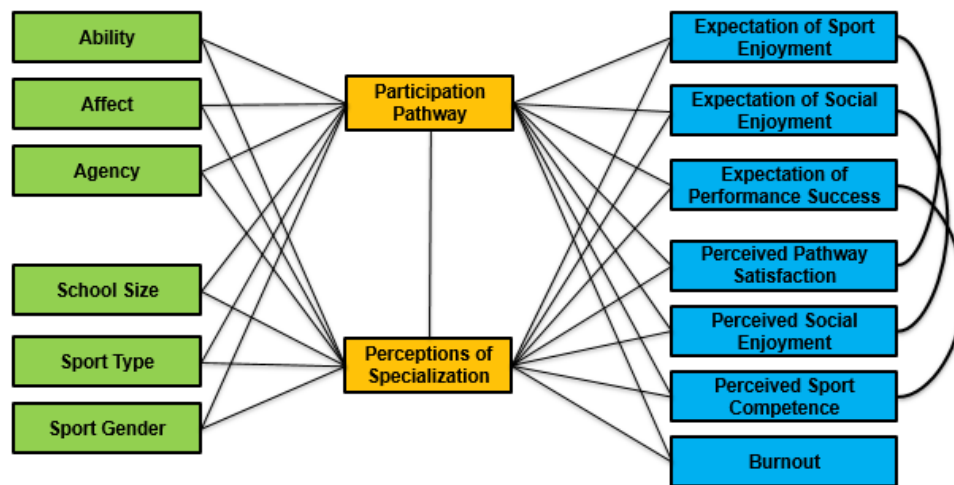 Ability
Affect
Agency
School Size
Sport Type
Sport Gender
Participation
Pathway
Perceptions of
Specialization
Expectation of Sport
Enjoyment
Expectation of Social
Enjoyment
Expectation of
Performance Success
Perceived Pathway
Satisfaction
Perceived Social
Enjoyment
Perceived Sport
Competence
Burnout